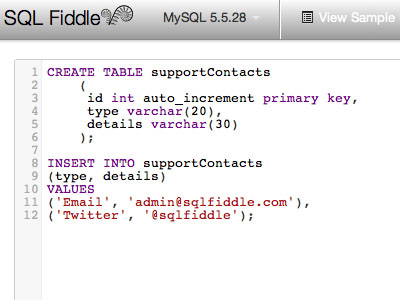 SQL Fiddle MySQL 5.5.28 View Sample
1 CREATE TABLE supportContacts
2 (
3 id int auto_increment primary key,
4 type varchar(20),
5 details varchar(30)
6 );
7
8 INSERT INTO supportContacts
9 (type, details)
10 VALUES
11 ('Email', 'admin@sqlfiddle.com'),
12 ('Twitter', '@sqlfiddle');